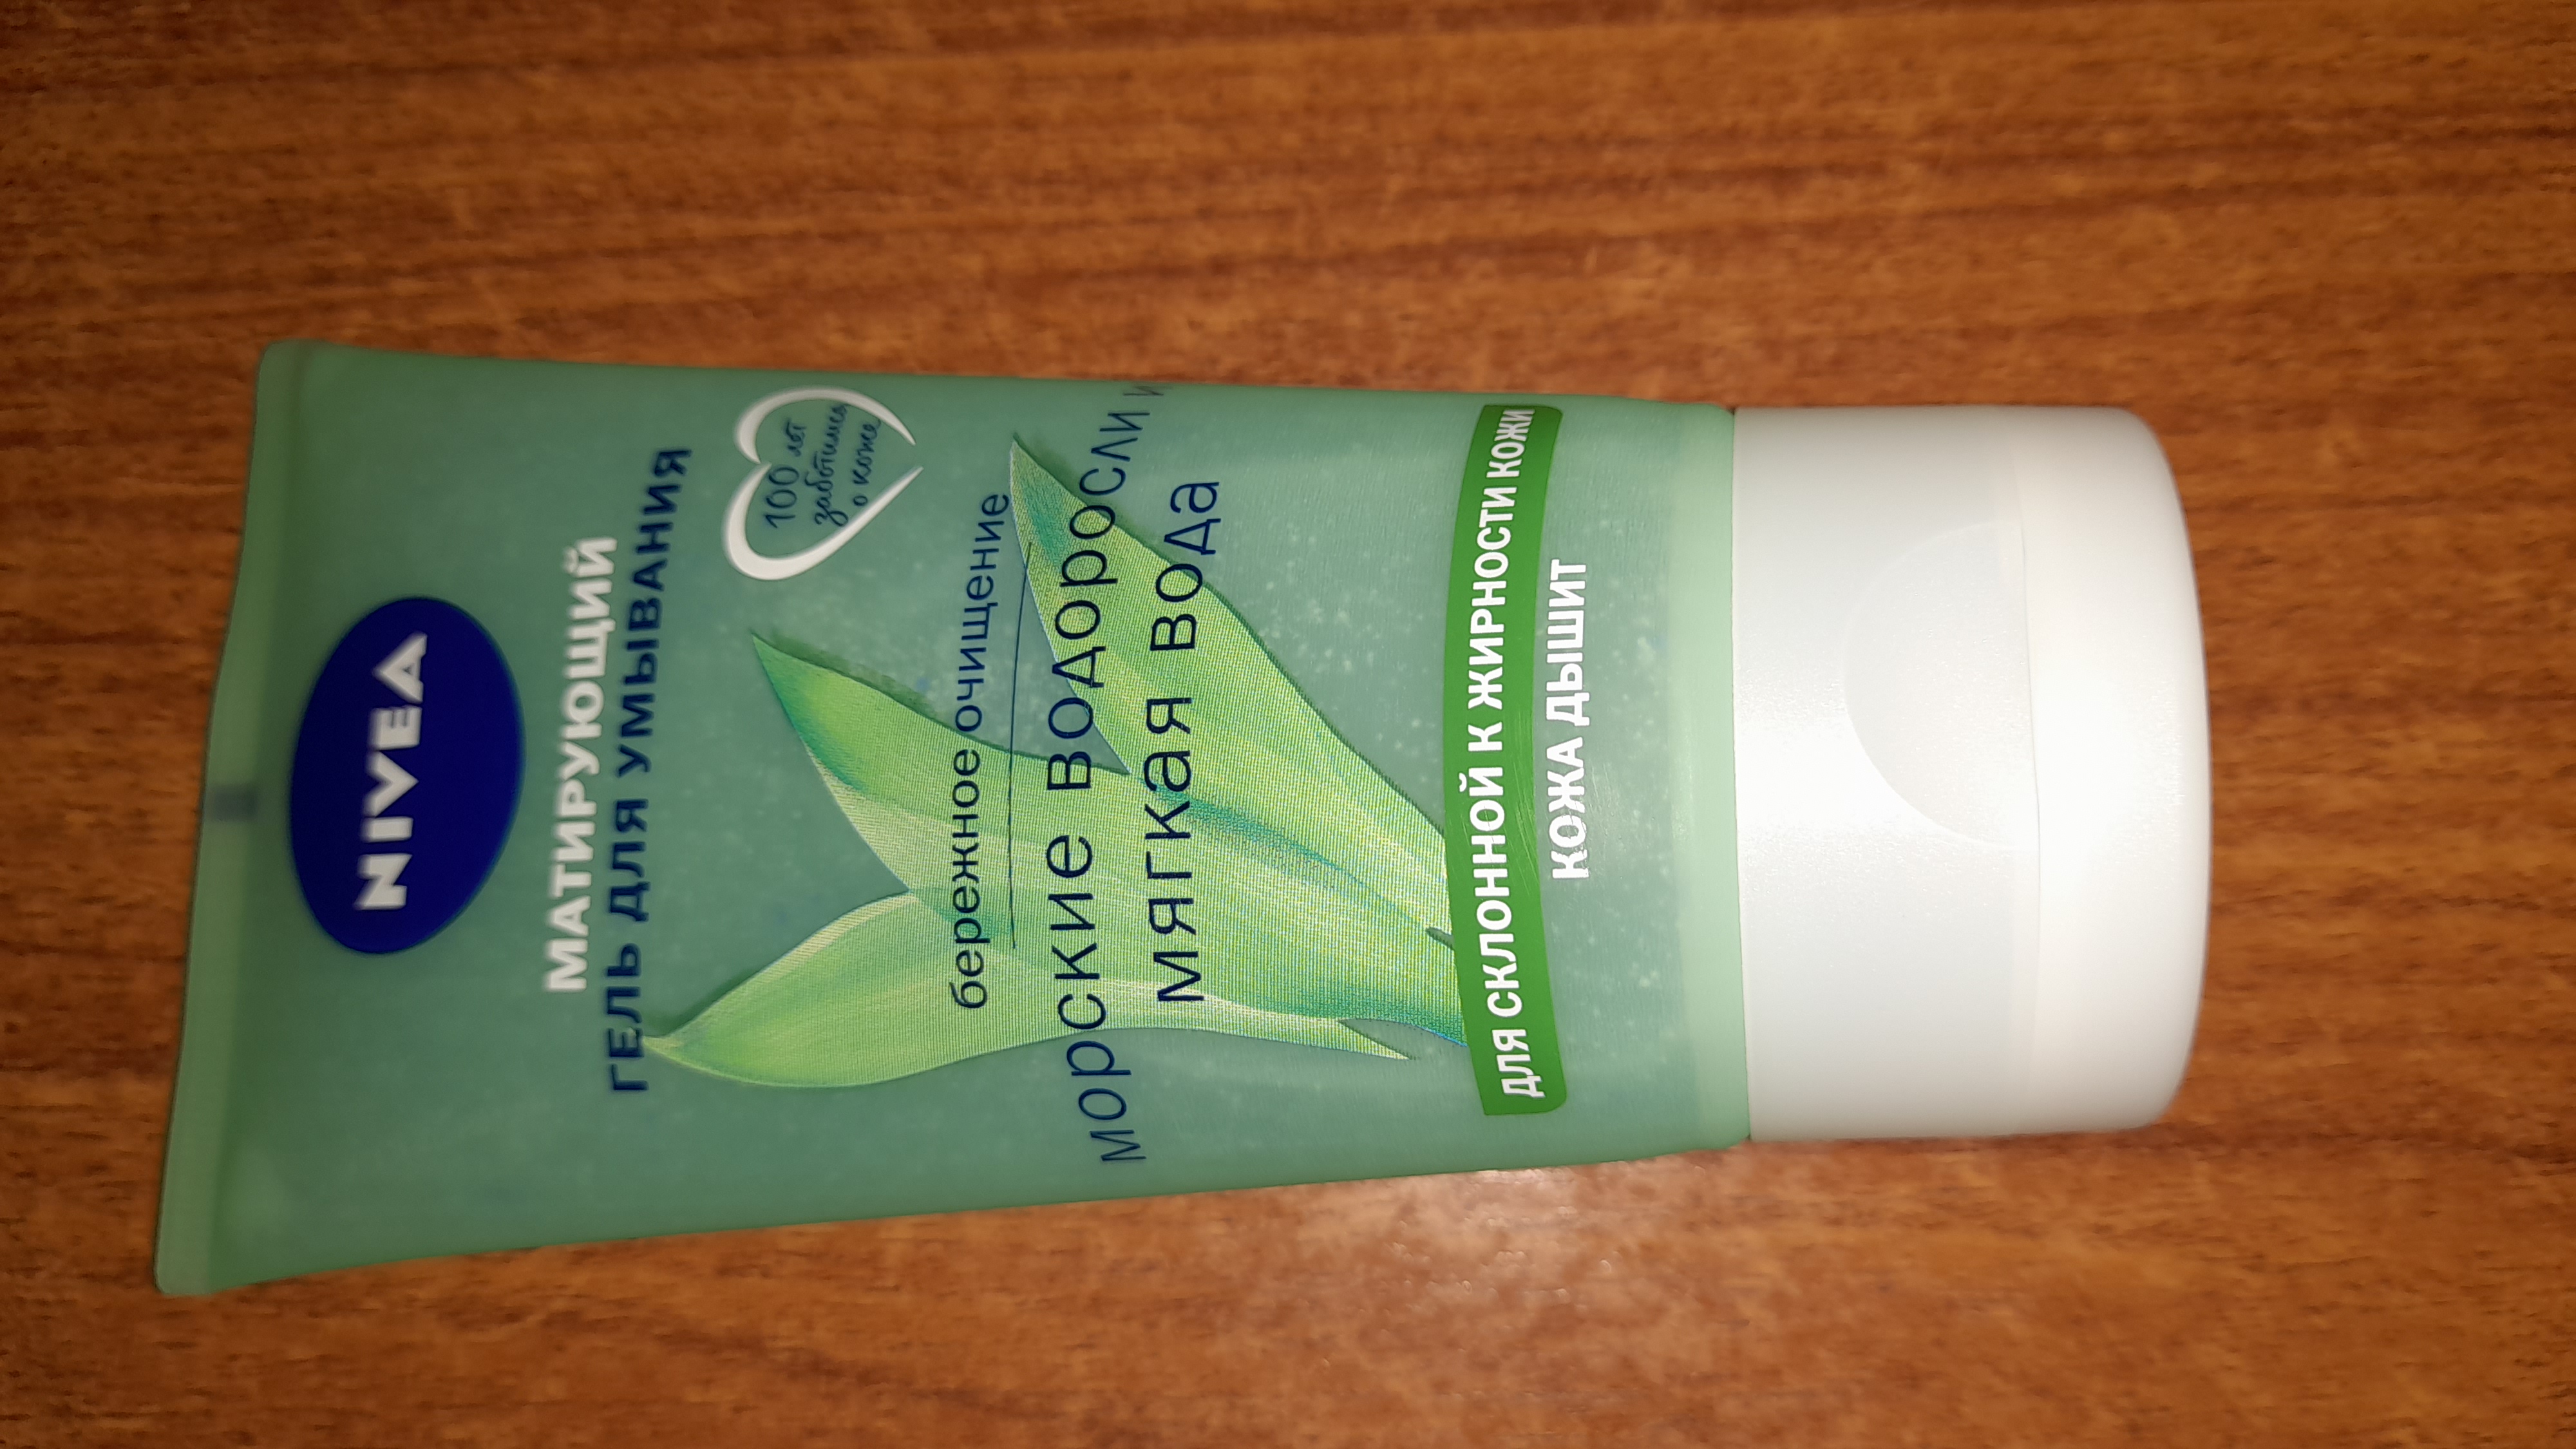 NIVEA
МАТИРУЮЩИЙ
ГЕЛЬ ДЛЯ УМЫВАНИЯ
100 лет
заботимся
о коже
бережное очищение
морские водоросли и
мягкая вода
ДЛЯ СКЛОННОЙ К ЖИРНОСТИ КОЖИ
КОЖА ДЫШИТ